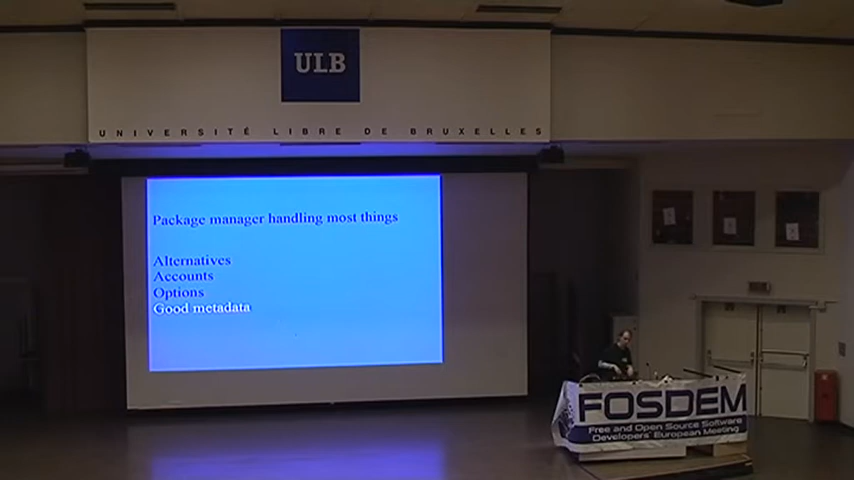 ULB
UNIVERSITÉ LIBRE DE BRUXELLES
Package manager handling most things
Alternatives
Accounts
Options
Good metadata
FOSDEM
Free and Open Source Software
Developers' European Meeting